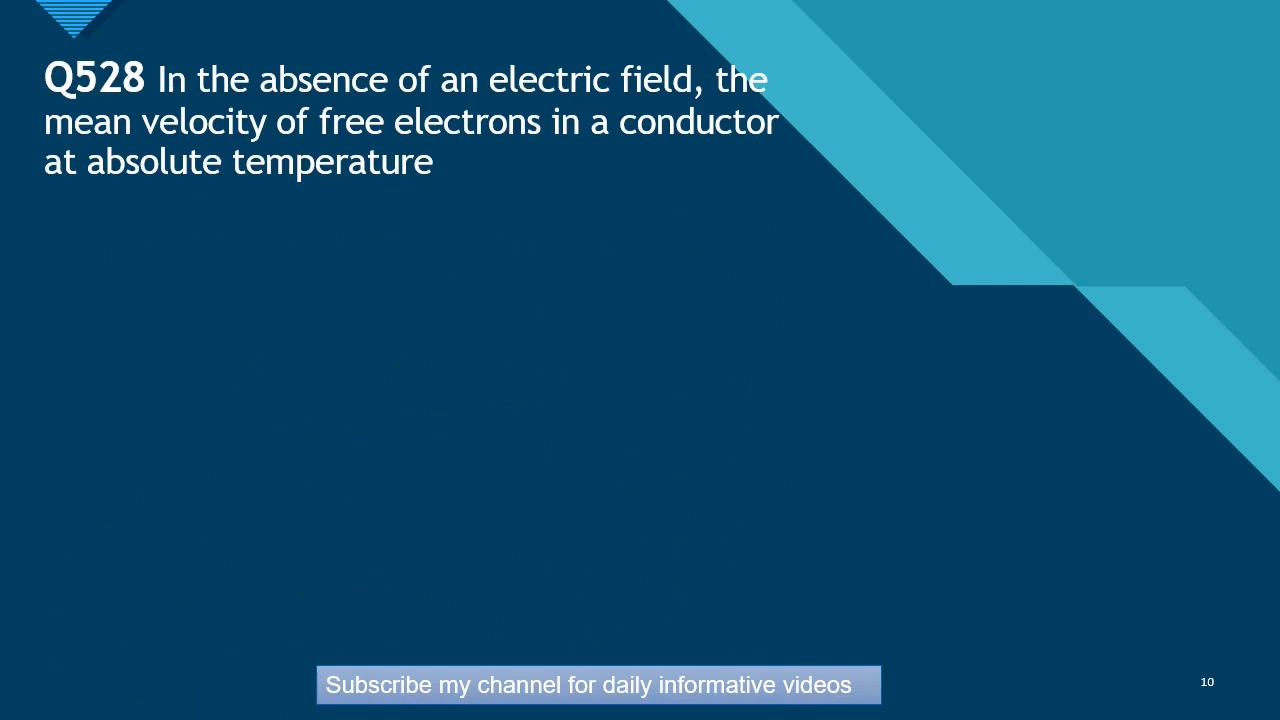 Q528 In the absence of an electric field, the
mean velocity of free electrons in a conductor
at absolute temperature
Subscribe my channel for daily informative videos
10